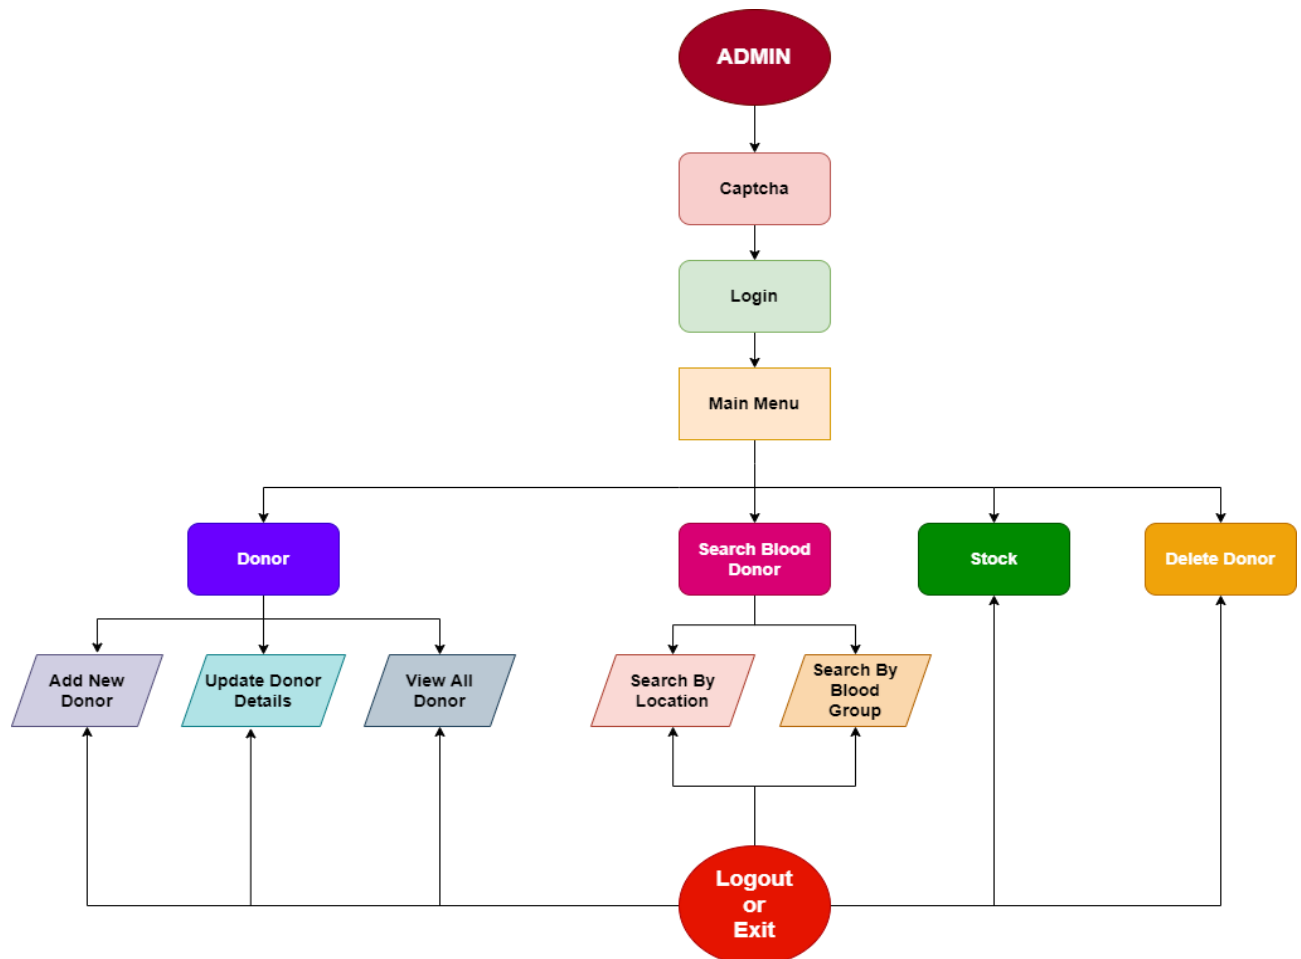 ADMIN
Captcha
Login
Main Menu
Donor
Search Blood
Donor
Stock
Delete Donor
Add New
Donor
Update Donor
Details
View All
Donor
Search By
Location
Search By
Blood
Group
Logout
or
Exit